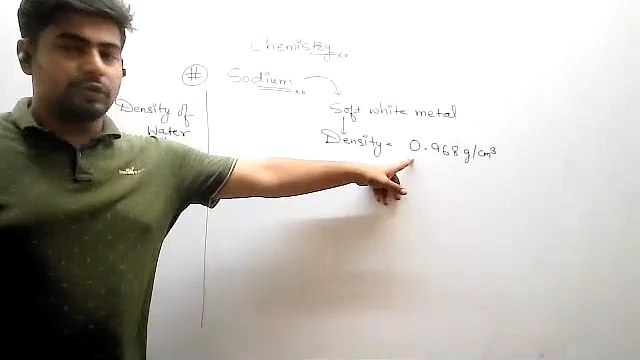 Chemistry
# Sodium
Soft white metal
Density = 0.968 g/cm³
Density of
Water